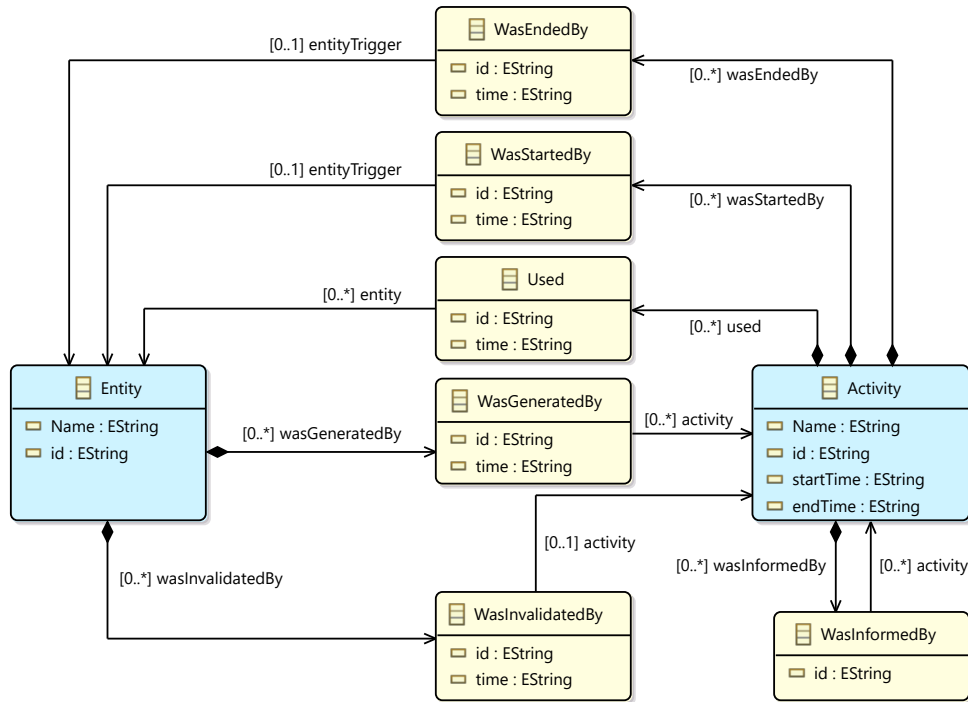 WasEndedBy
id : EString
time : EString
[0..1] entityTrigger
[0..*] wasEndedBy
WasStartedBy
id : EString
time : EString
[0..1] entityTrigger
[0..*] wasStartedBy
Used
id : EString
time : EString
[0..*] entity
[0..*] used
Entity
Name : EString
id : EString
[0..*] wasGeneratedBy
WasGeneratedBy
id : EString
time : EString
[0..*] activity
Activity
Name : EString
id : EString
startTime : EString
endTime : EString
[0..*] wasInvalidatedBy
[0..1] activity
[0..*] wasInformedBy
[0..*] activity
WasInvalidatedBy
id : EString
time : EString
WasInformedBy
id : EString